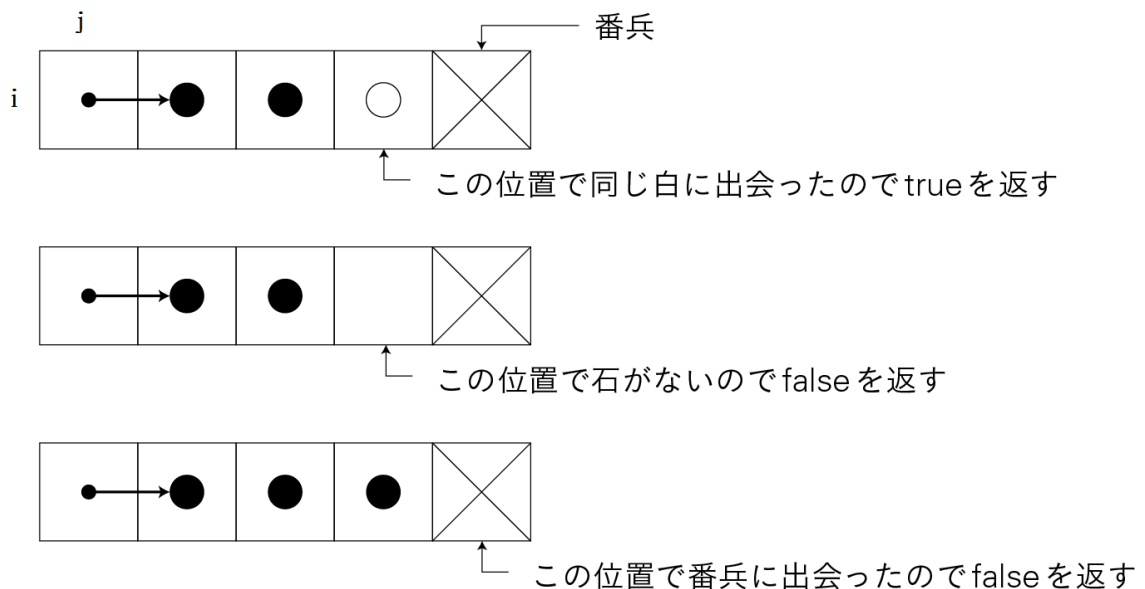 j
番兵
i
この位置で同じ白に出会ったのでtrueを返す
この位置で石がないのでfalseを返す
この位置で番兵に出会ったのでfalseを返す